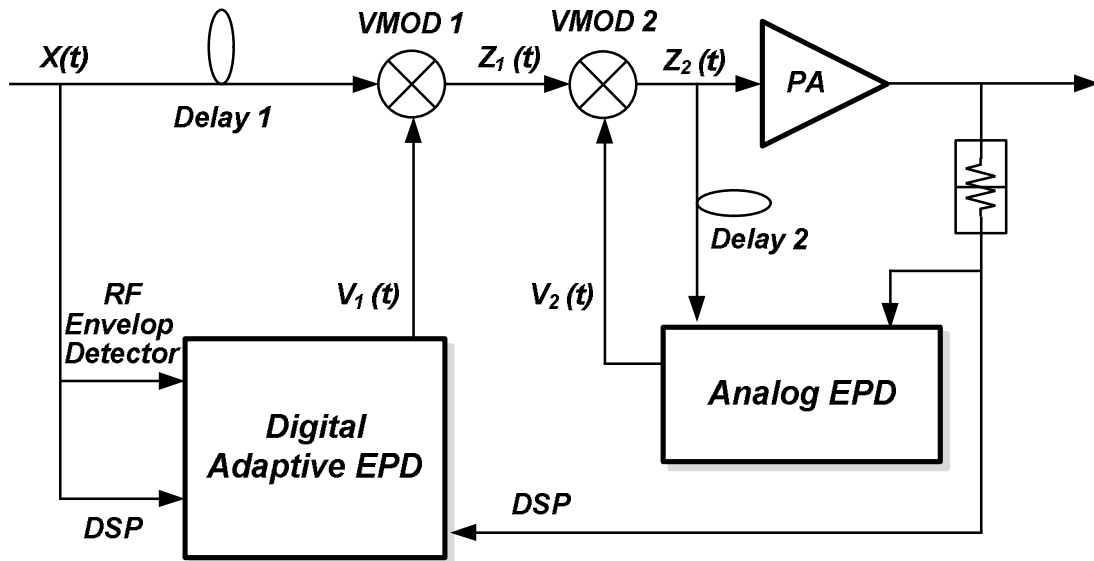 X(t)
Delay 1
VMOD 1
Z1 (t)
VMOD 2
Z2 (t)
PA
Delay 2
RF
Envelop
Detector
V1 (t)
V2 (t)
Analog EPD
Digital
Adaptive EPD
DSP
DSP